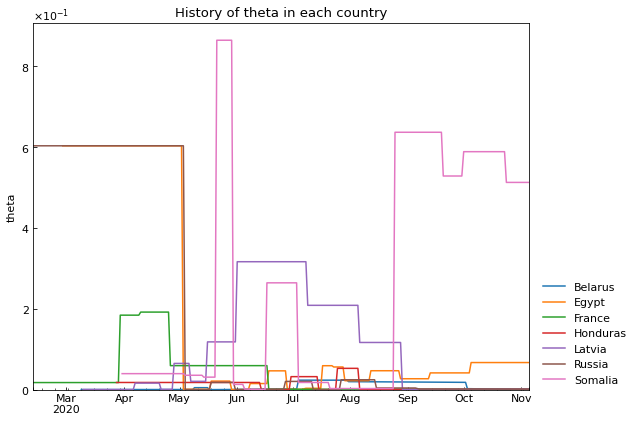 History of theta in each country
×10⁻¹
8
6
4
2
0
theta
Mar Apr May Jun Jul Aug Sep Oct Nov
2020
Belarus
Egypt
France
Honduras
Latvia
Russia
Somalia